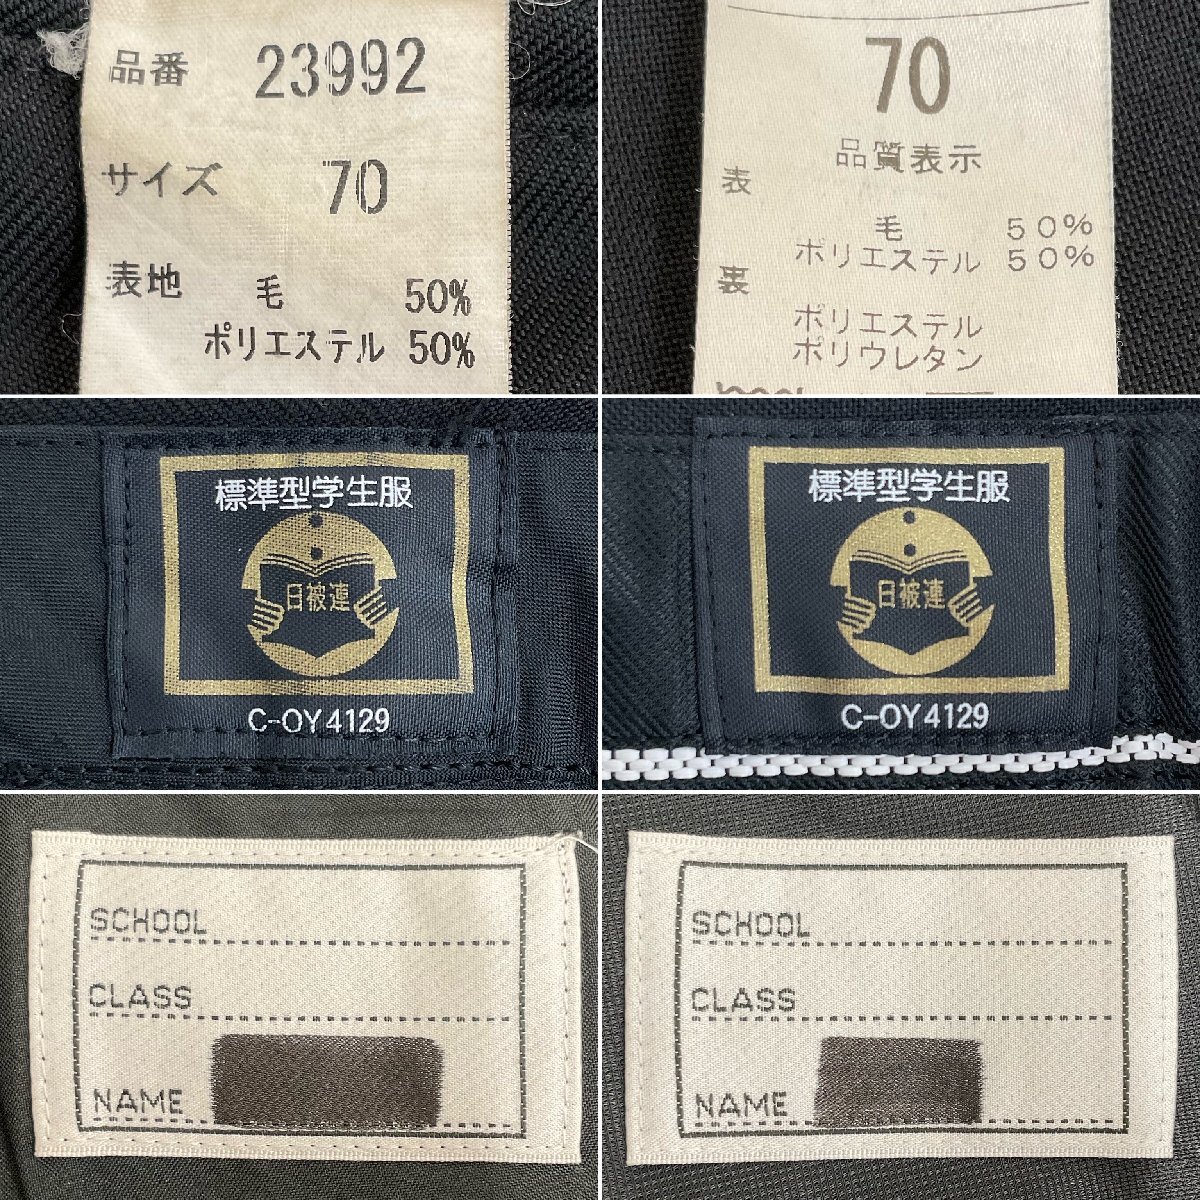 品番 23992
サイズ 70
表地 毛 50%
ポリエステル 50%
70
品質表示
表
毛 50%
ポリエステル 50%
裏
ポリエステル
ポリウレタン
標準型学生服
日被連
C-OY4129
標準型学生服
日被連
C-OY4129
SCHOOL
CLASS
NAME
SCHOOL
CLASS
NAME